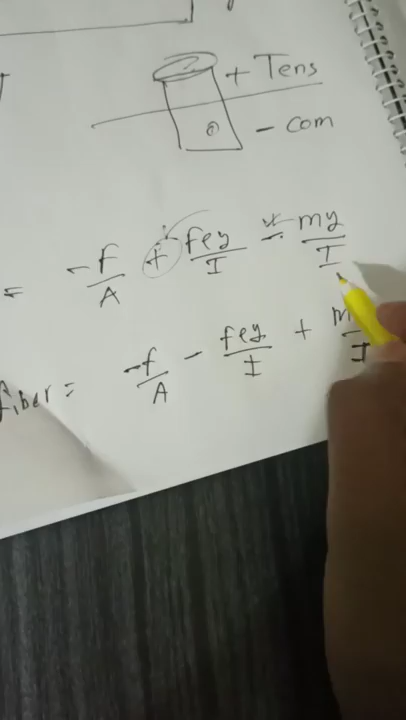 + Tens
- com
= -f/A + fey/I - my/I
fiber = -f/A - fey/I + m
I